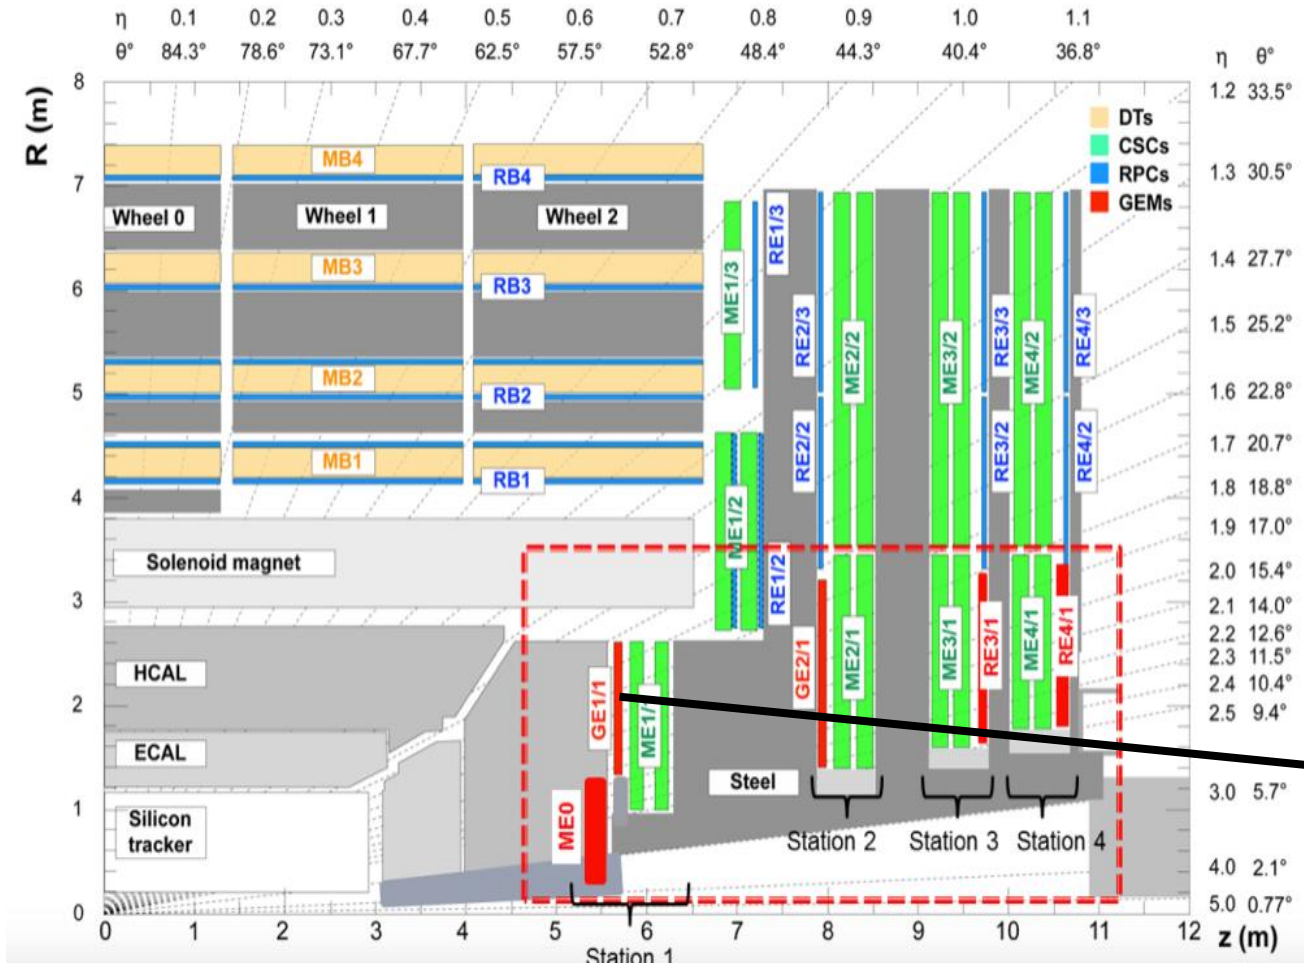 η 0.1 0.2 0.3 0.4 0.5 0.6 0.7 0.8 0.9 1.0 1.1
θ° 84.3° 78.6° 73.1° 67.7° 62.5° 57.5° 52.8° 48.4° 44.3° 40.4° 36.8° η θ°
R (m)
8
7
6
5
4
3
2
1
0
1.2 33.5°
1.3 30.5°
1.4 27.7°
1.5 25.2°
1.6 22.8°
1.7 20.7°
1.8 18.8°
1.9 17.0°
2.0 15.4°
2.1 14.0°
2.2 12.6°
2.3 11.5°
2.4 10.4°
2.5 9.4°
3.0 5.7°
4.0 2.1°
5.0 0.77°
DTs
CSCs
RPCs
GEMs
MB4
RB4
Wheel 0 Wheel 1 Wheel 2
MB3
RB3
MB2
RB2
MB1
RB1
Solenoid magnet
HCAL
ECAL
Silicon
tracker
ME1/3
RE1/3
ME1/2
RE1/2
RE2/3
RE2/2
ME2/2
ME3/2
RE3/3
RE3/2
ME4/2
RE4/3
RE4/2
GE1/1
ME0
GE2/1
ME2/1
ME3/1
RE3/1
ME4/1
RE4/1
Steel
Station 2 Station 3 Station 4
0 1 2 3 4 5 6 7 8 9 10 11 12 z (m)
Station 1